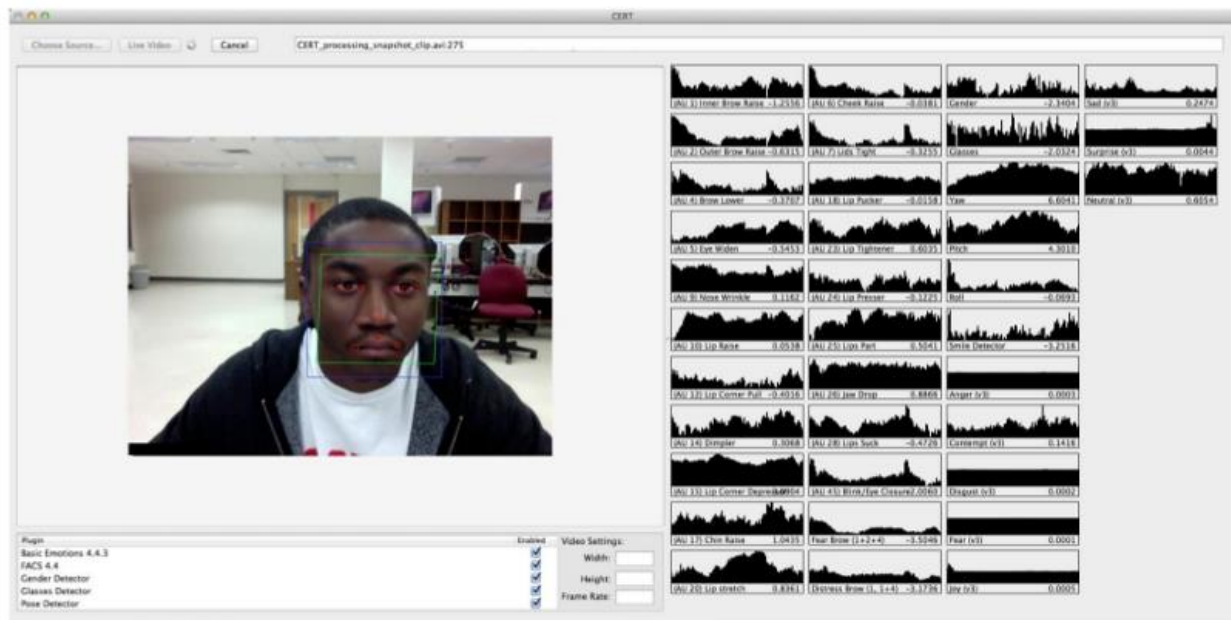 CERT
Choose Source... Live Video Cancel CERT_processing_snapshot_clip.avi:275
(AU 1) Inner Brow Raise -1.2556 (AU 6) Cheek Raise -0.0381 Gender -2.3404 Sad (v3) 0.2474
(AU 2) Outer Brow Raise -0.6315 (AU 7) Lids Tight -0.3255 Glasses -2.0324 Surprise (v3) 0.0044
(AU 4) Brow Lower -0.3707 (AU 18) Lip Pucker -0.0158 Yaw 6.6041 Neutral (v3) 0.6054
(AU 5) Eye Widen -0.5453 (AU 23) Lip Tightener 0.6035 Pitch 4.3010
(AU 9) Nose Wrinkle 0.1162 (AU 24) Lip Presser -0.1225 Roll -0.0693
(AU 10) Lip Raise 0.0538 (AU 25) Lips Part 0.5041 Smile Detector -3.2516
(AU 12) Lip Corner Pull -0.4016 (AU 26) Jaw Drop 0.8866 Anger (v3) 0.0003
(AU 14) Dimpler 0.3068 (AU 28) Lips Suck -0.4726 Contempt (v3) 0.1416
(AU 15) Lip Corner (AU 45) Blink/Eye Closure Disgust (v3) 0.0002
(AU 17) Chin Raise 1.0435 Fear Brow (1+2+4) -0.5046 Fear (v3) 0.0001
(AU 20) Lip stretch 0.8361 Distress Brow (1, 1+4) Joy (v3) 0.0005
Plugin Enabled Video Settings:
Basic Emotions 4.4.3
FACS 4.4
Gender Detector
Glasses Detector
Pose Detector
Width:
Height:
Frame Rate: